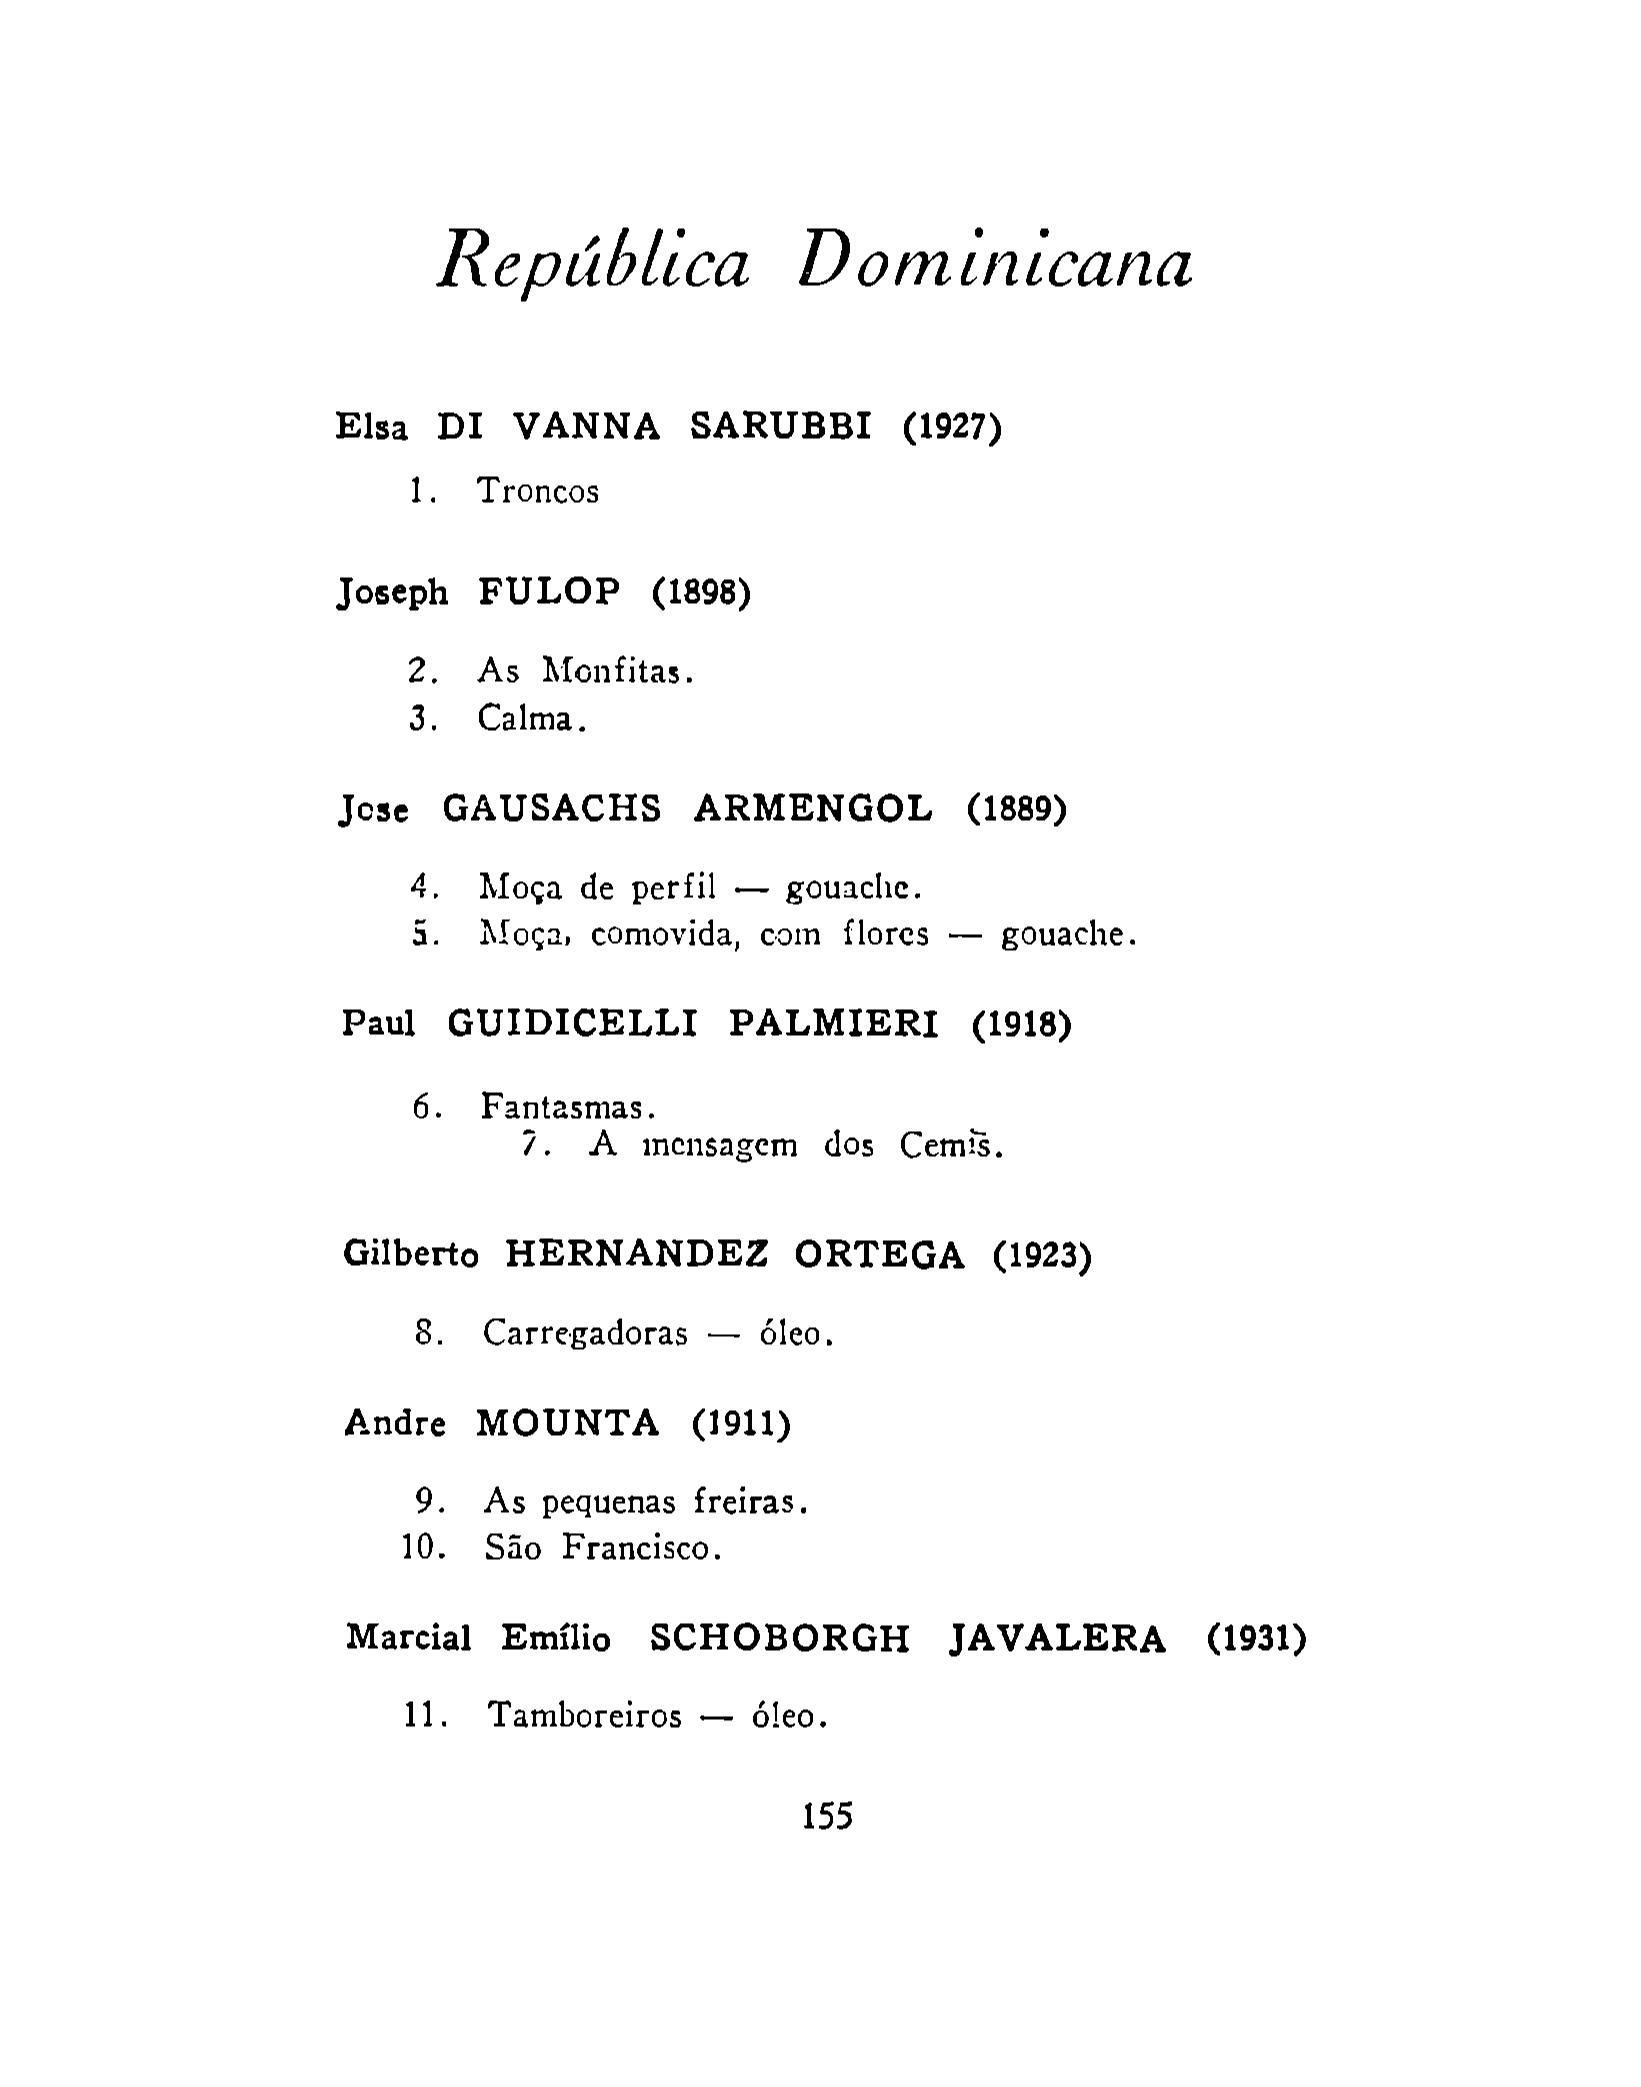 República Dominicana
Elsa DI VANNA SARUBBI (1927)
1. Troncos
Joseph FULOP (1898)
2. As Monfitas.
3. Calma.
Jose GAUSACHS ARMENGOL (1889)
4. Moça de perfil — gouache.
5. Moça, comovida, com flores — gouache.
Paul GUIDICELLI PALMIERI (1918)
6. Fantasmas.
7. A mensagem dos Cemĩs.
Gilberto HERNANDEZ ORTEGA (1923)
8. Carregadoras — óleo.
Andre MOUNTA (1911)
9. As pequenas freiras.
10. São Francisco.
Marcial Emílio SCHOBORGH JAVALERA (1931)
11. Tamboreiros — óleo.
155